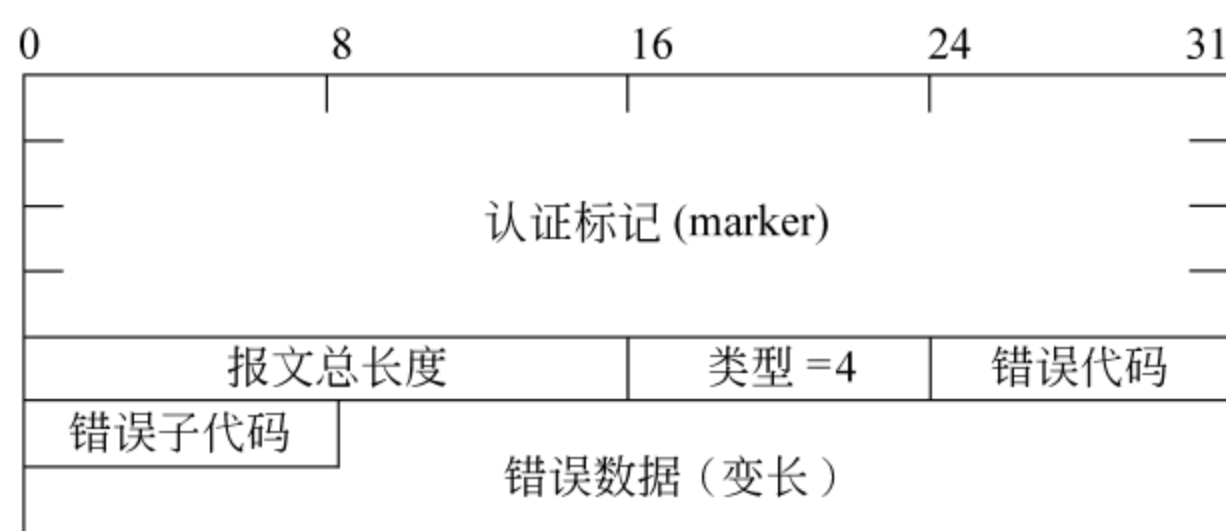 0 8 16 24 31
认证标记 (marker)
报文总长度 类型 =4 错误代码
错误子代码
错误数据（变长）